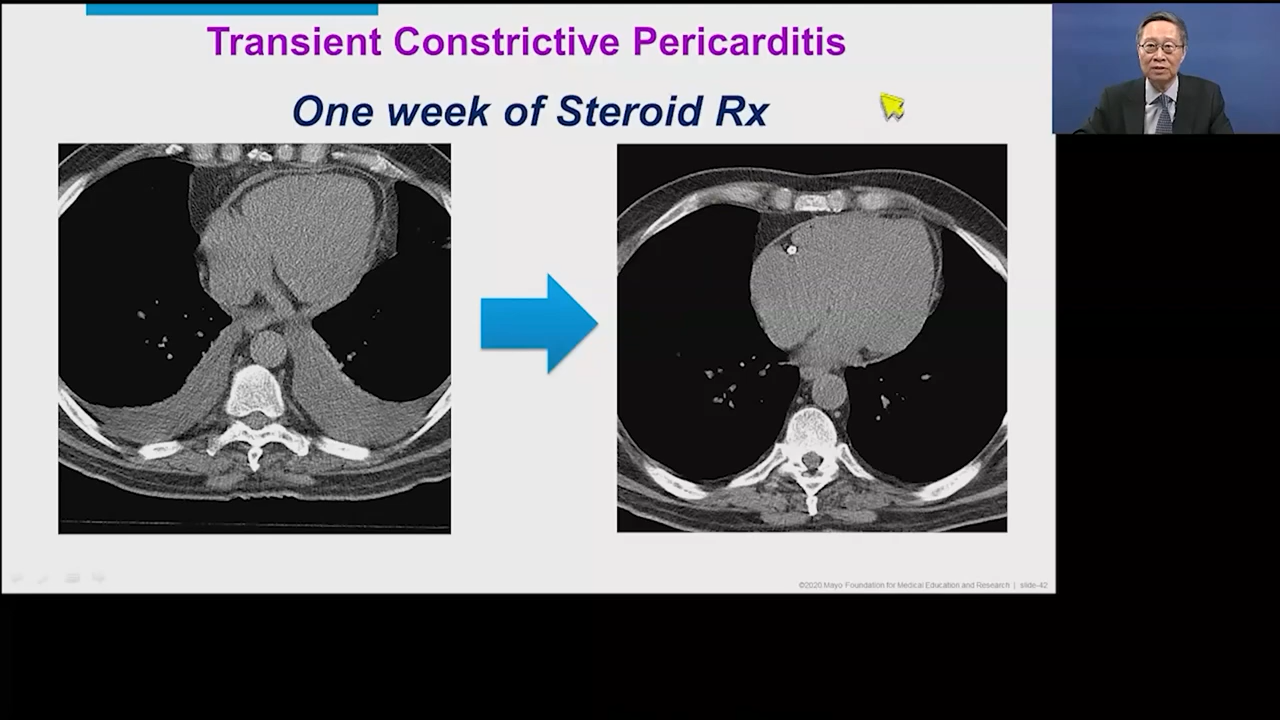 Transient Constrictive Pericarditis
One week of Steroid Rx
©2020 Mayo Foundation for Medical Education and Research | slide-42